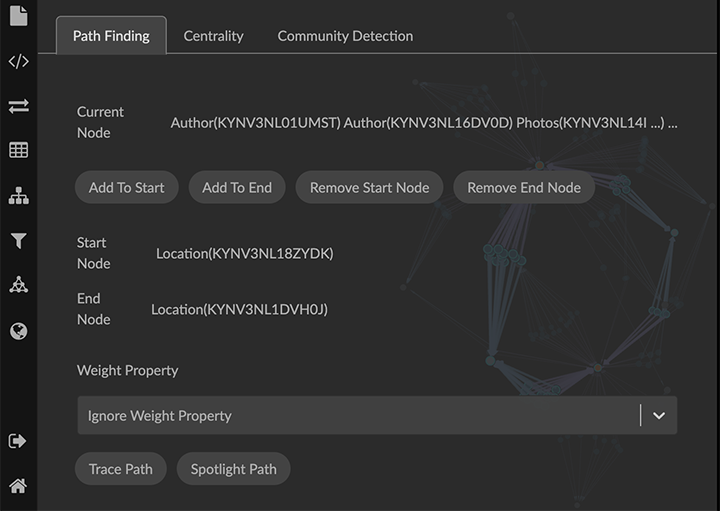 Path Finding Centrality Community Detection
Current
Node
Author(KYNV3NL01UMST) Author(KYNV3NL16DV0D) Photos(KYNV3NL14I ...) ...
Add To Start Add To End Remove Start Node Remove End Node
Start
Node
Location(KYNV3NL18ZYDK)
End
Node
Location(KYNV3NL1DVH0J)
Weight Property
Ignore Weight Property
Trace Path Spotlight Path